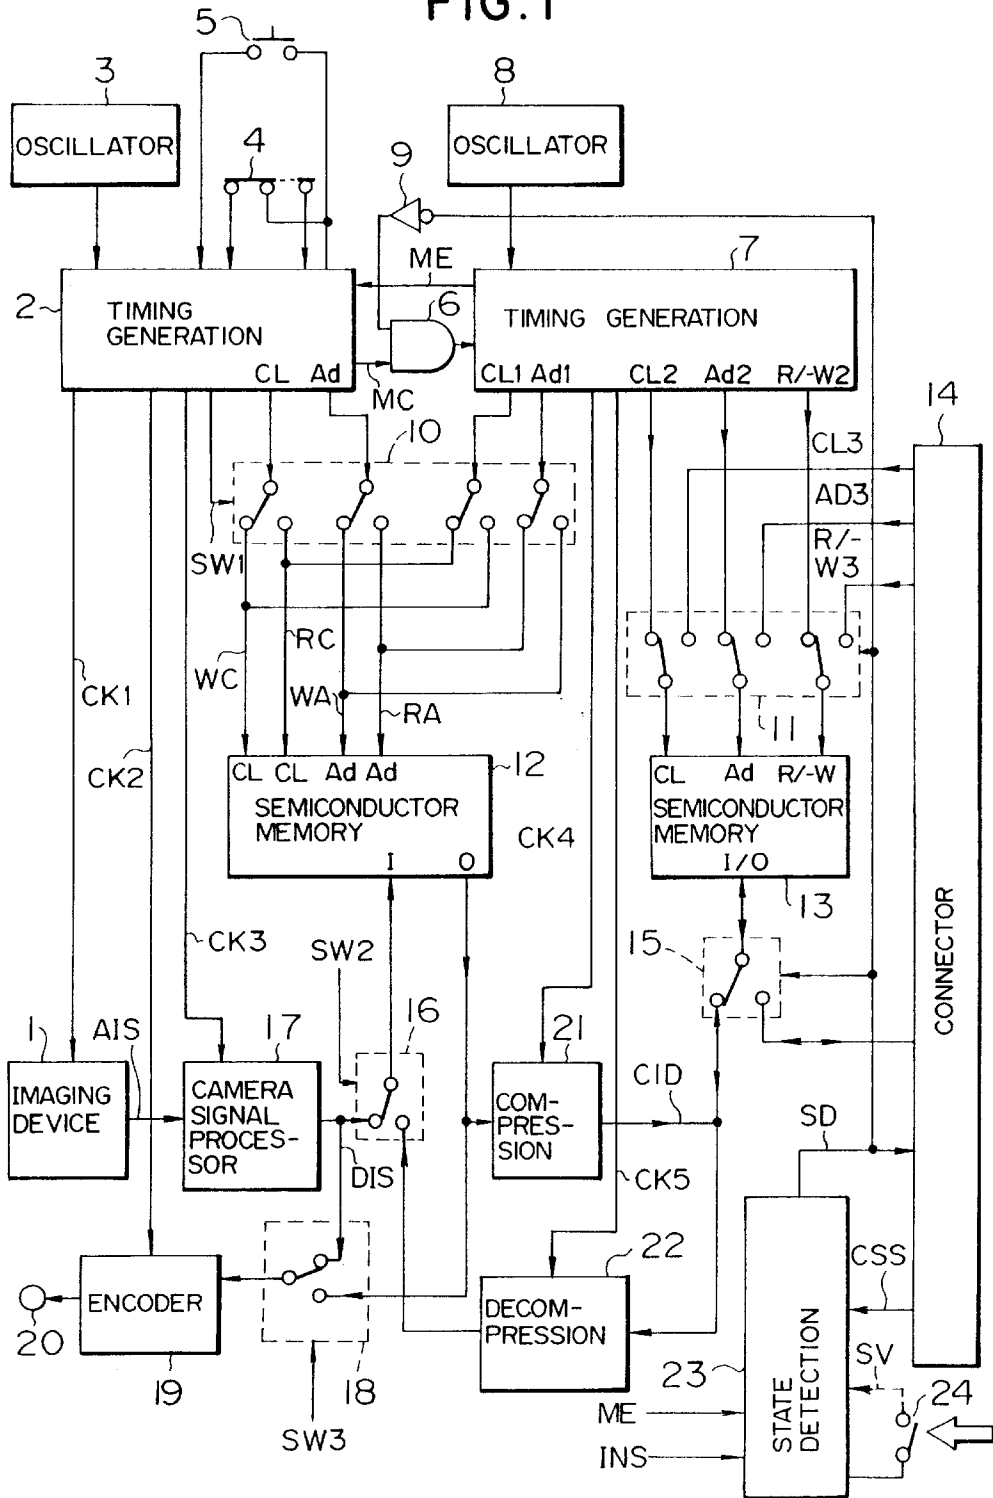 FIG.1
5
3
8
OSCILLATOR
4
9
OSCILLATOR
ME
7
2
TIMING
GENERATION
6
TIMING GENERATION
CL Ad
CL1 Ad1 CL2 Ad2 R/-W2
MC
14
10
CL3
AD3
R/-
W3
SW1
RC
WC
WA
RA
CK1
11
CK2
12
CL CL Ad Ad
CL Ad R/-W
SEMICONDUCTOR
MEMORY
SEMICONDUCTOR
MEMORY
CK4
I O
I/O
13
CONNECTOR
CK3
SW2
15
16
21
1
AIS
17
IMAGING
DEVICE
CAMERA
SIGNAL
PROCES-
SOR
COM-
PRES-
SION
CID
SD
DIS
CK5
22
CSS
ENCODER
DECOM-
PRESSION
20
STATE
DETECTION
23
SV
19
18
24
ME
SW3
INS